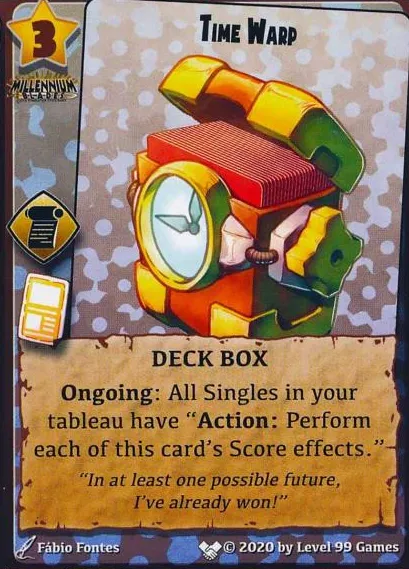 Time Warp
3
MILLENNIUM
BLADES
DECK BOX
Ongoing: All Singles in your
tableau have “Action: Perform
each of this card's Score effects.”
“In at least one possible future,
I've already won!”
Fábio Fontes
© 2020 by Level 99 Games